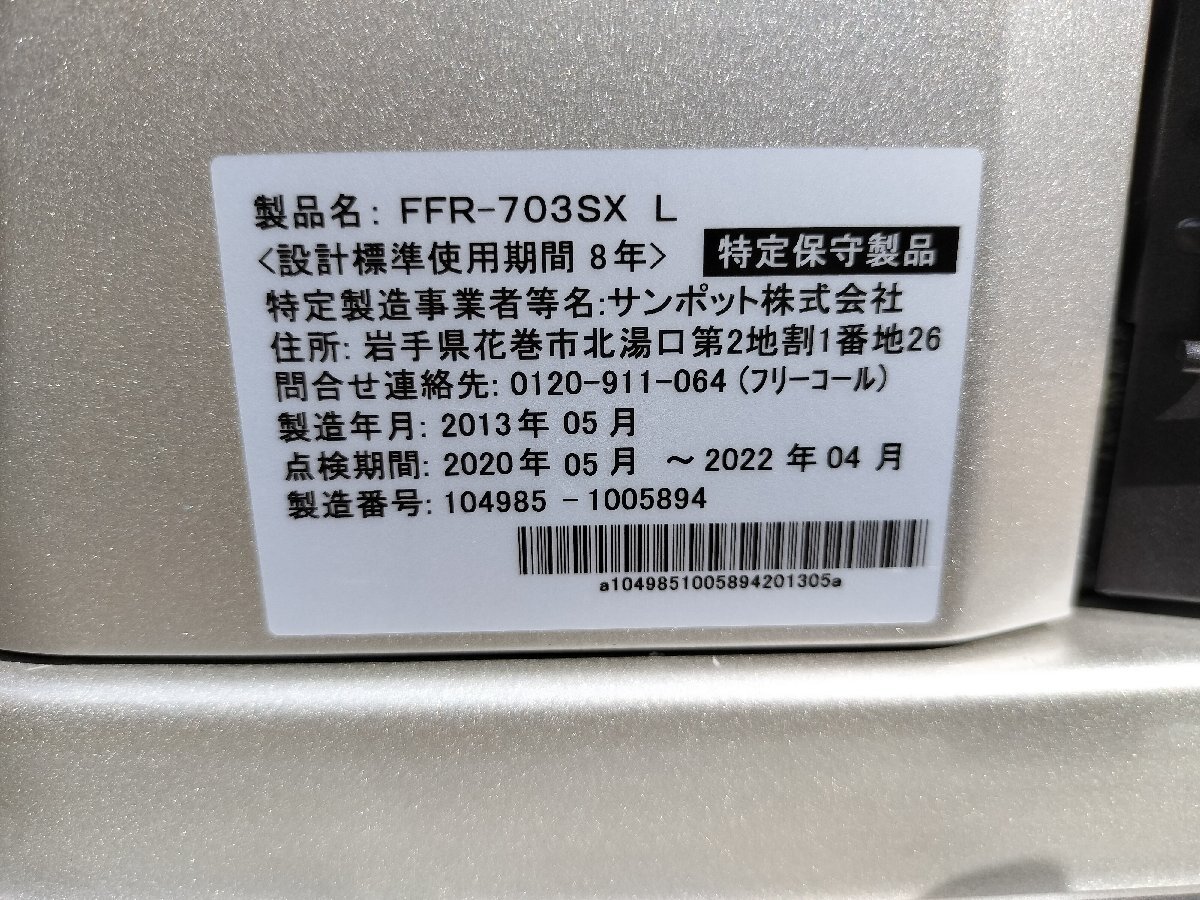 製品名: FFR-703SX L
<設計標準使用期間 8年> 特定保守製品
特定製造事業者等名:サンポット株式会社
住所: 岩手県花巻市北湯口第2地割1番地26
問合せ連絡先: 0120-911-064 (フリーコール)
製造年月: 2013年 05月
点検期間: 2020年 05月 ～2022年04月
製造番号: 104985 -1005894
a1049851005894201305a